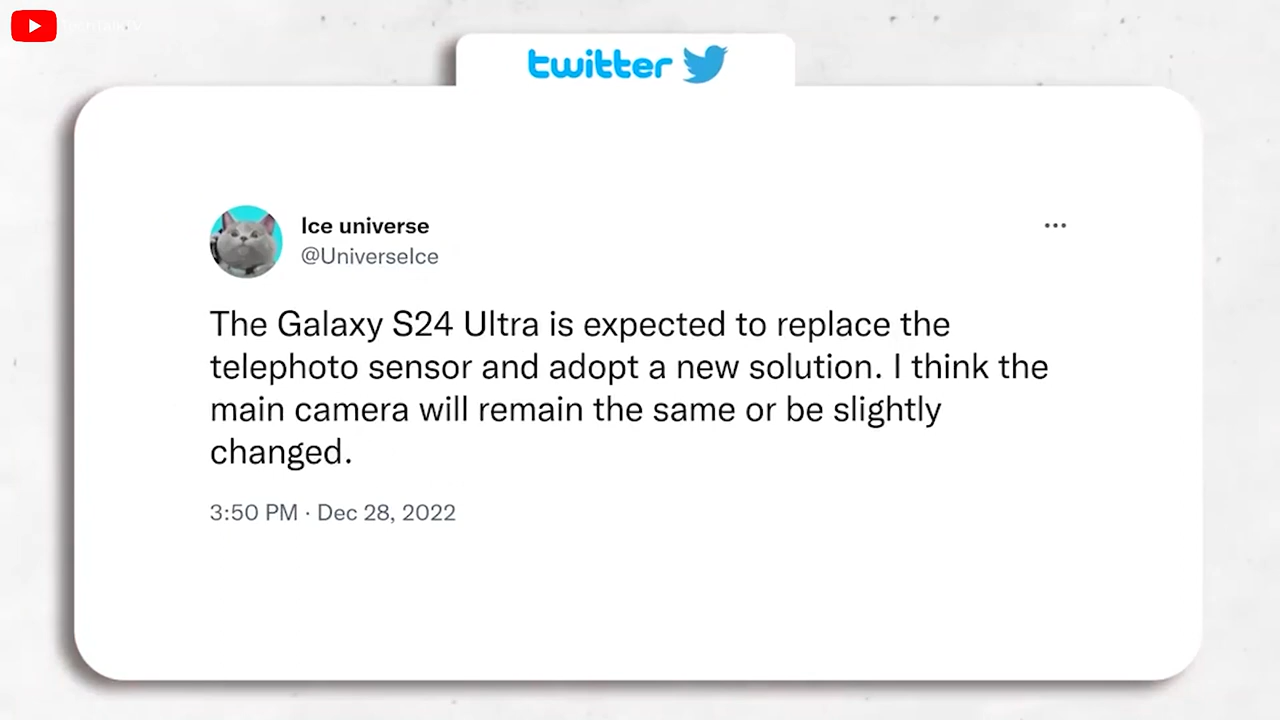 twitter
Ice universe
@UniverseIce
The Galaxy S24 Ultra is expected to replace the
telephoto sensor and adopt a new solution. I think the
main camera will remain the same or be slightly
changed.
3:50 PM · Dec 28, 2022